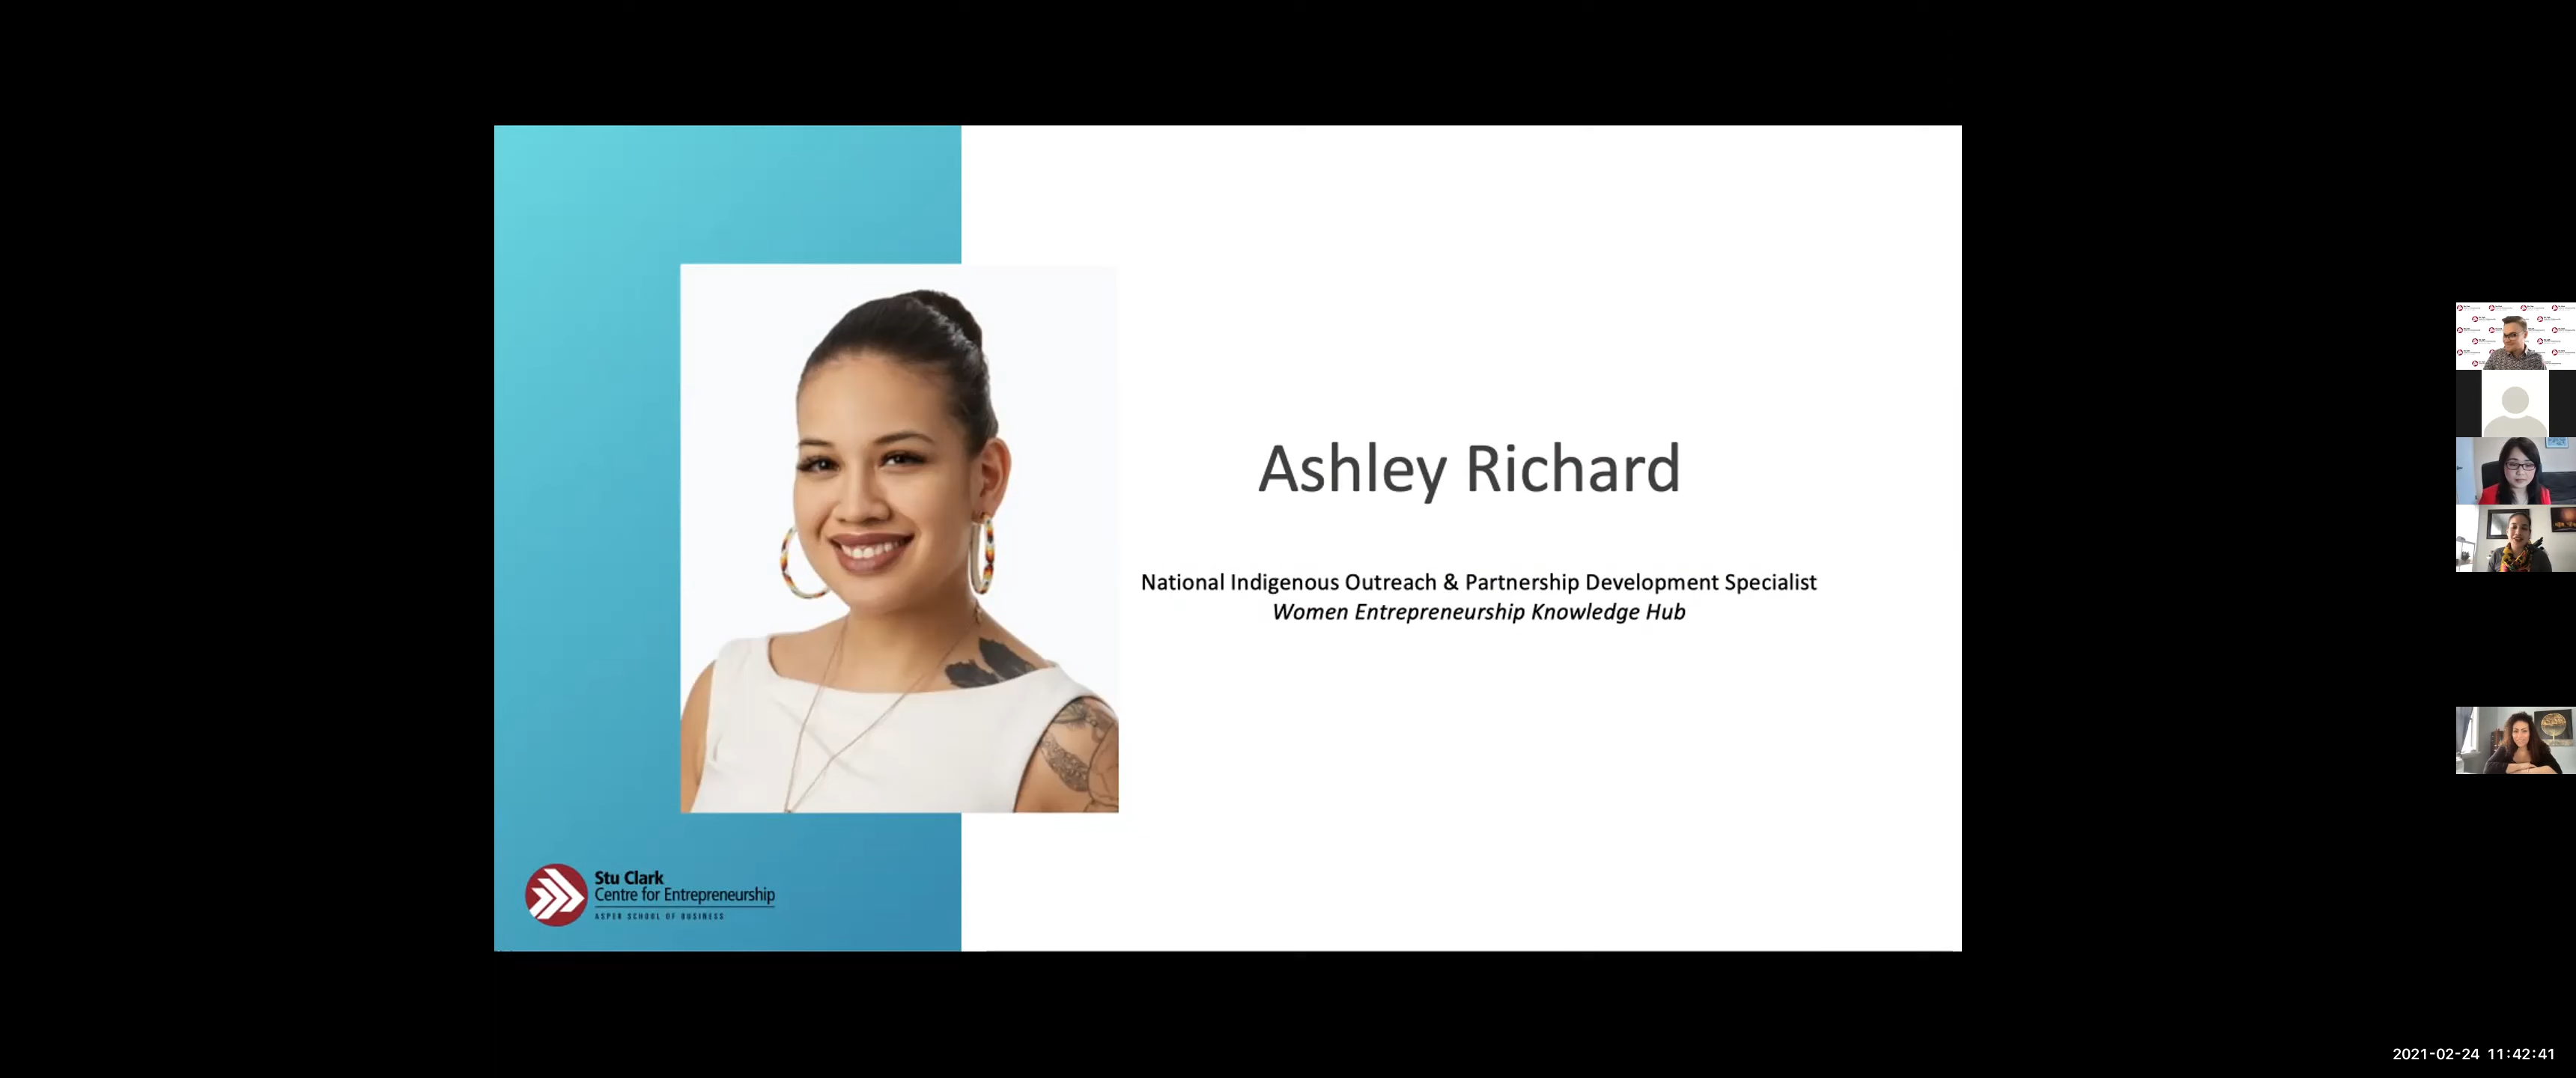 Ashley Richard
National Indigenous Outreach & Partnership Development Specialist
Women Entrepreneurship Knowledge Hub
Stu Clark
Centre for Entrepreneurship
ASPER SCHOOL OF BUSINESS
2021-02-24 11:42:41